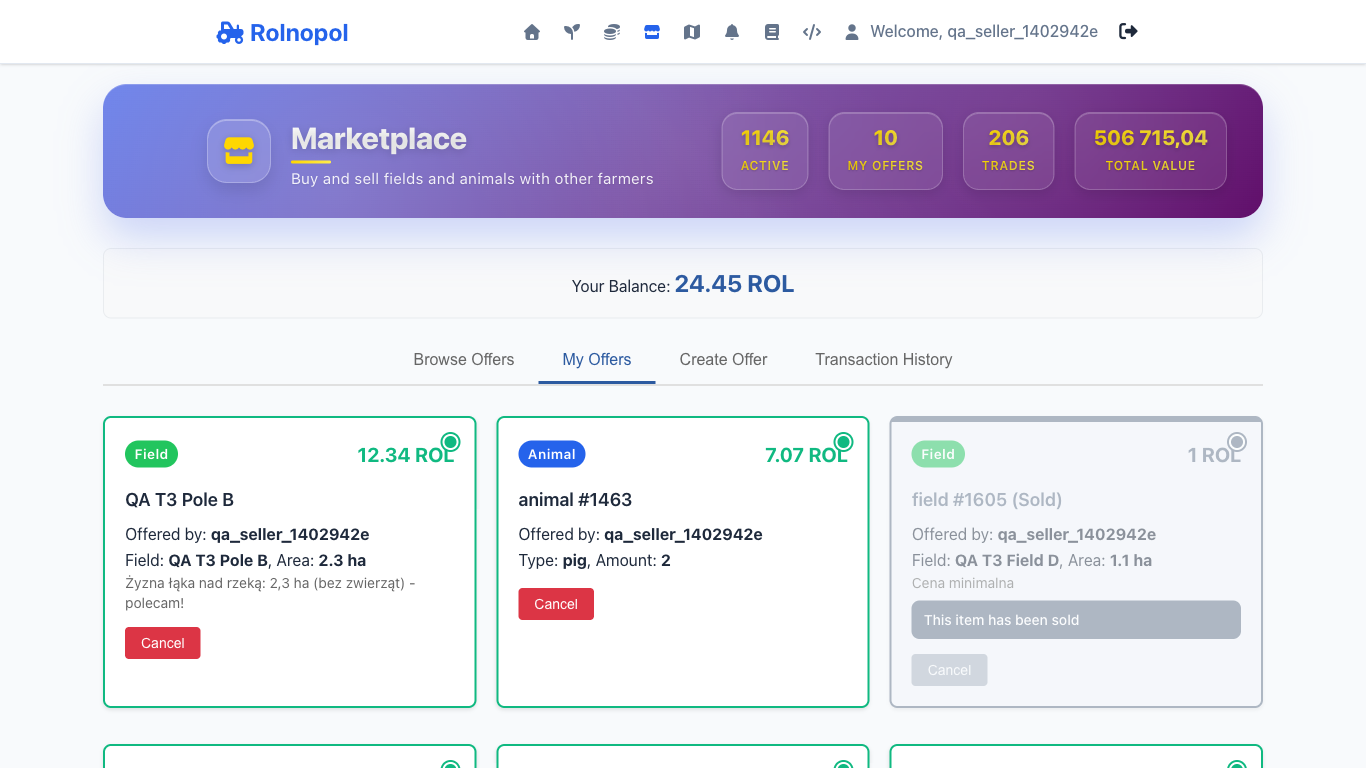 Rolnopol
Welcome, qa_seller_1402942e
Marketplace
Buy and sell fields and animals with other farmers
1146
ACTIVE
10
MY OFFERS
206
TRADES
506 715,04
TOTAL VALUE
Your Balance: 24.45 ROL
Browse Offers
My Offers
Create Offer
Transaction History
Field
12.34 ROL
QA T3 Pole B
Offered by: qa_seller_1402942e
Field: QA T3 Pole B, Area: 2.3 ha
Żyzna łąka nad rzeką: 2,3 ha (bez zwierząt) -
polecam!
Cancel
Animal
7.07 ROL
animal #1463
Offered by: qa_seller_1402942e
Type: pig, Amount: 2
Cancel
Field
1 ROL
field #1605 (Sold)
Offered by: qa_seller_1402942e
Field: QA T3 Field D, Area: 1.1 ha
Cena minimalna
This item has been sold
Cancel